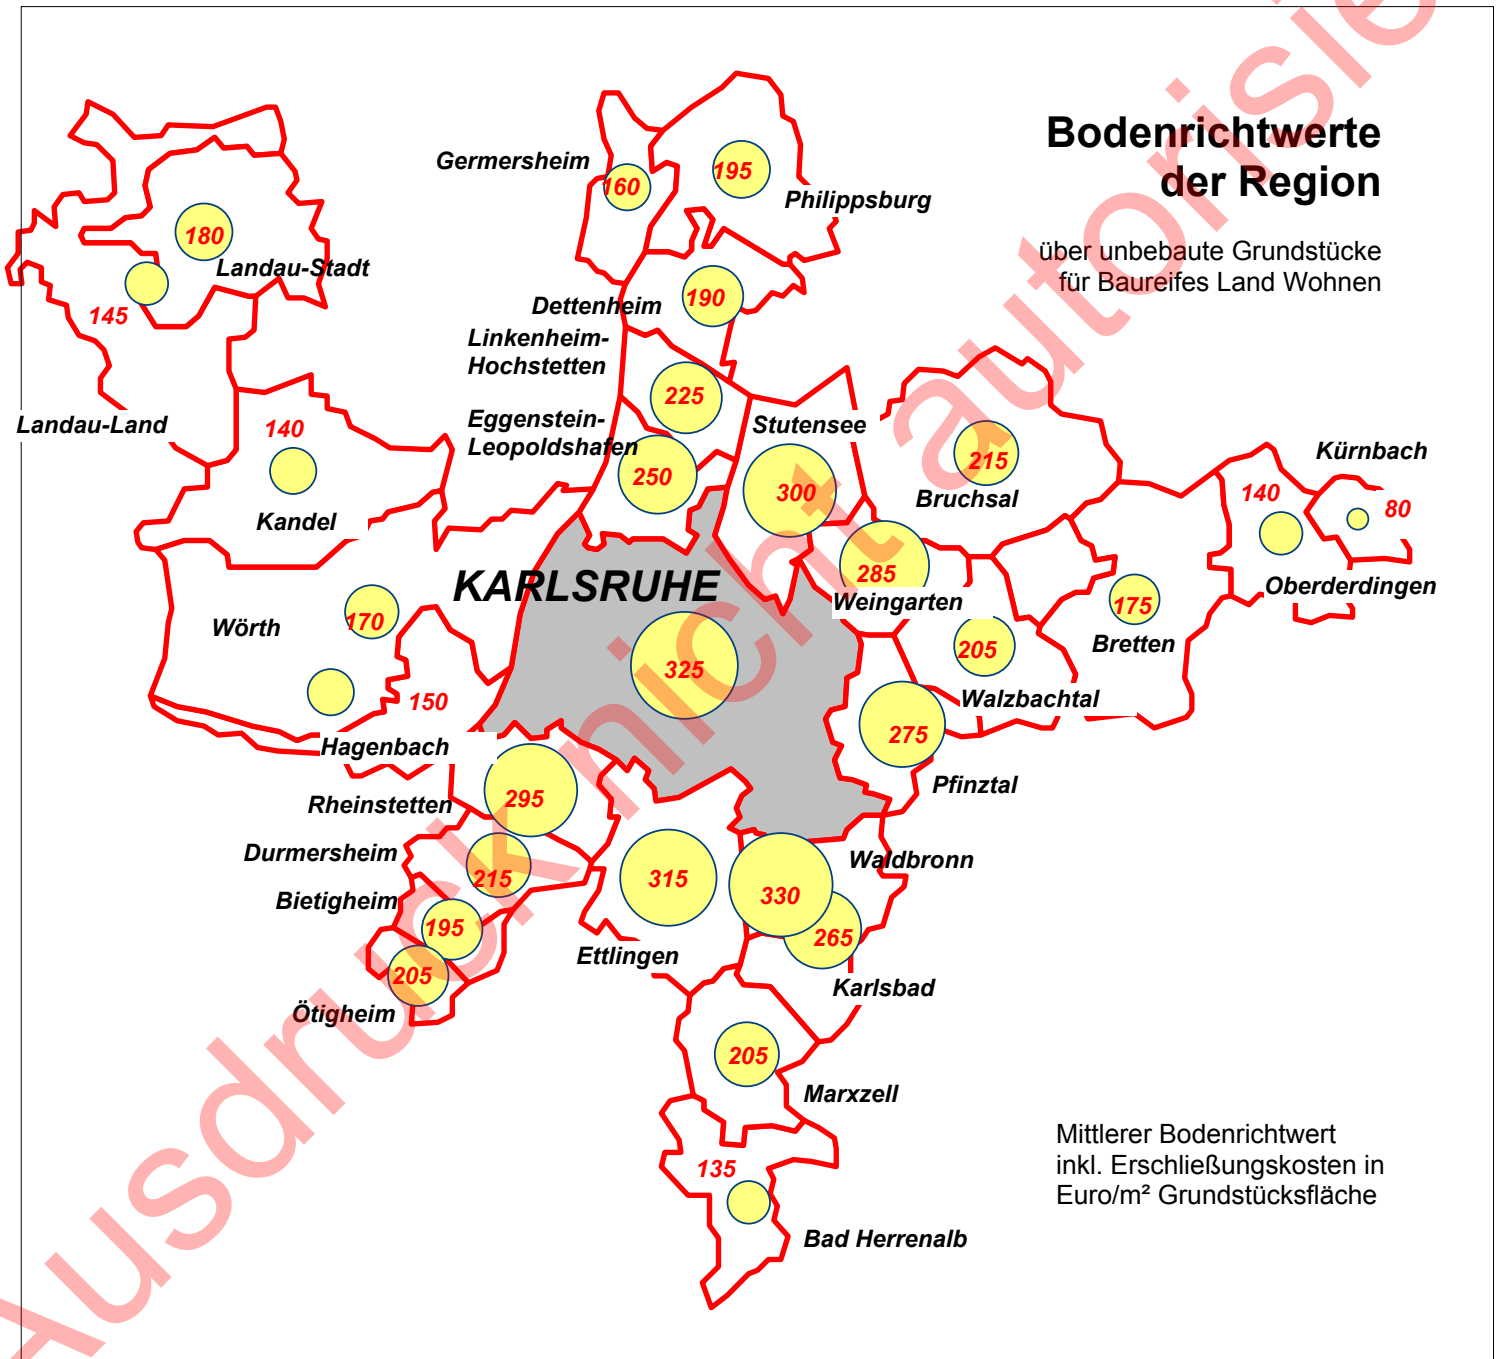 Bodenrichtwerte
der Region
über unbebaute Grundstücke
für Baureifes Land Wohnen
Germersheim
160
195
Philippsburg
180
Landau-Stadt
145
Landau-Land
Dettenheim
190
Linkenheim-
Hochstetten
225
Eggenstein-
Leopoldshafen
250
Stutensee
300
215
Bruchsal
Kürnbach
80
140
Oberderdingen
140
Kandel
KARLSRUHE
325
285
Weingarten
175
Bretten
205
Walzbachtal
Wörth
170
150
Hagenbach
275
Pfinztal
Rheinstetten
295
Durmersheim
215
Bietigheim
195
205
Ötigheim
315
Ettlingen
Waldbronn
330
265
Karlsbad
205
Marxzell
135
Bad Herrenalb
Mittlerer Bodenrichtwert
inkl. Erschließungskosten in
Euro/m² Grundstücksfläche
Ausdruck nicht autorisie